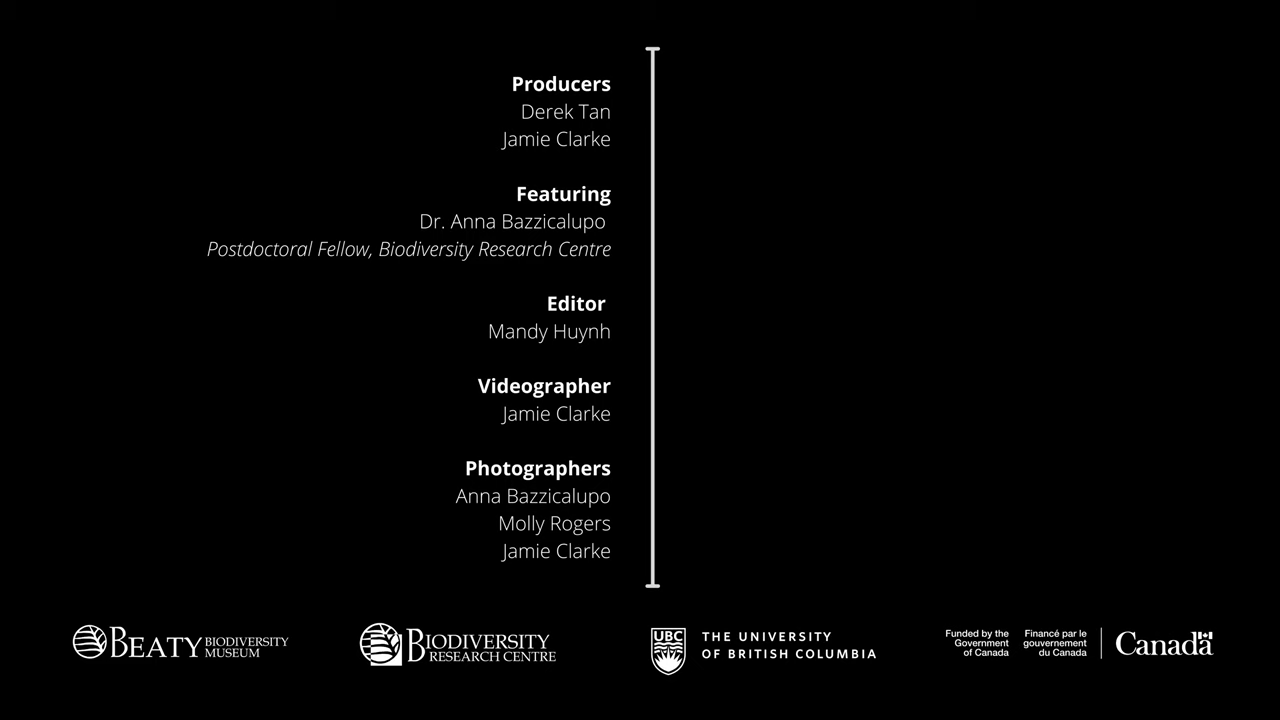 Producers
Derek Tan
Jamie Clarke
Featuring
Dr. Anna Bazzicalupo
Postdoctoral Fellow, Biodiversity Research Centre
Editor
Mandy Huynh
Videographer
Jamie Clarke
Photographers
Anna Bazzicalupo
Molly Rogers
Jamie Clarke
BEATY BIODIVERSITY
MUSEUM
BIODIVERSITY
RESEARCH CENTRE
UBC
THE UNIVERSITY
OF BRITISH COLUMBIA
Funded by the
Government
of Canada
Financé par le
gouvernement
du Canada
Canada